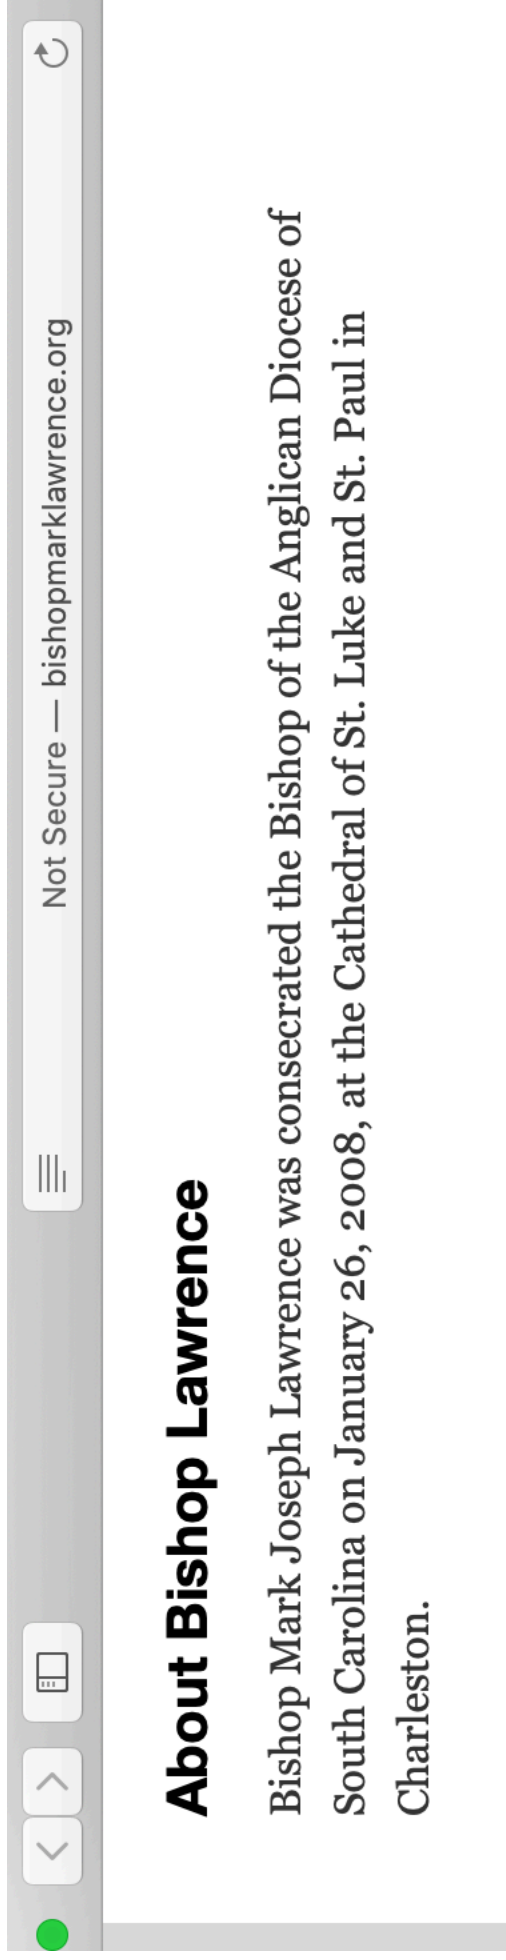 Not Secure — bishopmarklawrence.org
About Bishop Lawrence
Bishop Mark Joseph Lawrence was consecrated the Bishop of the Anglican Diocese of
South Carolina on January 26, 2008, at the Cathedral of St. Luke and St. Paul in
Charleston.